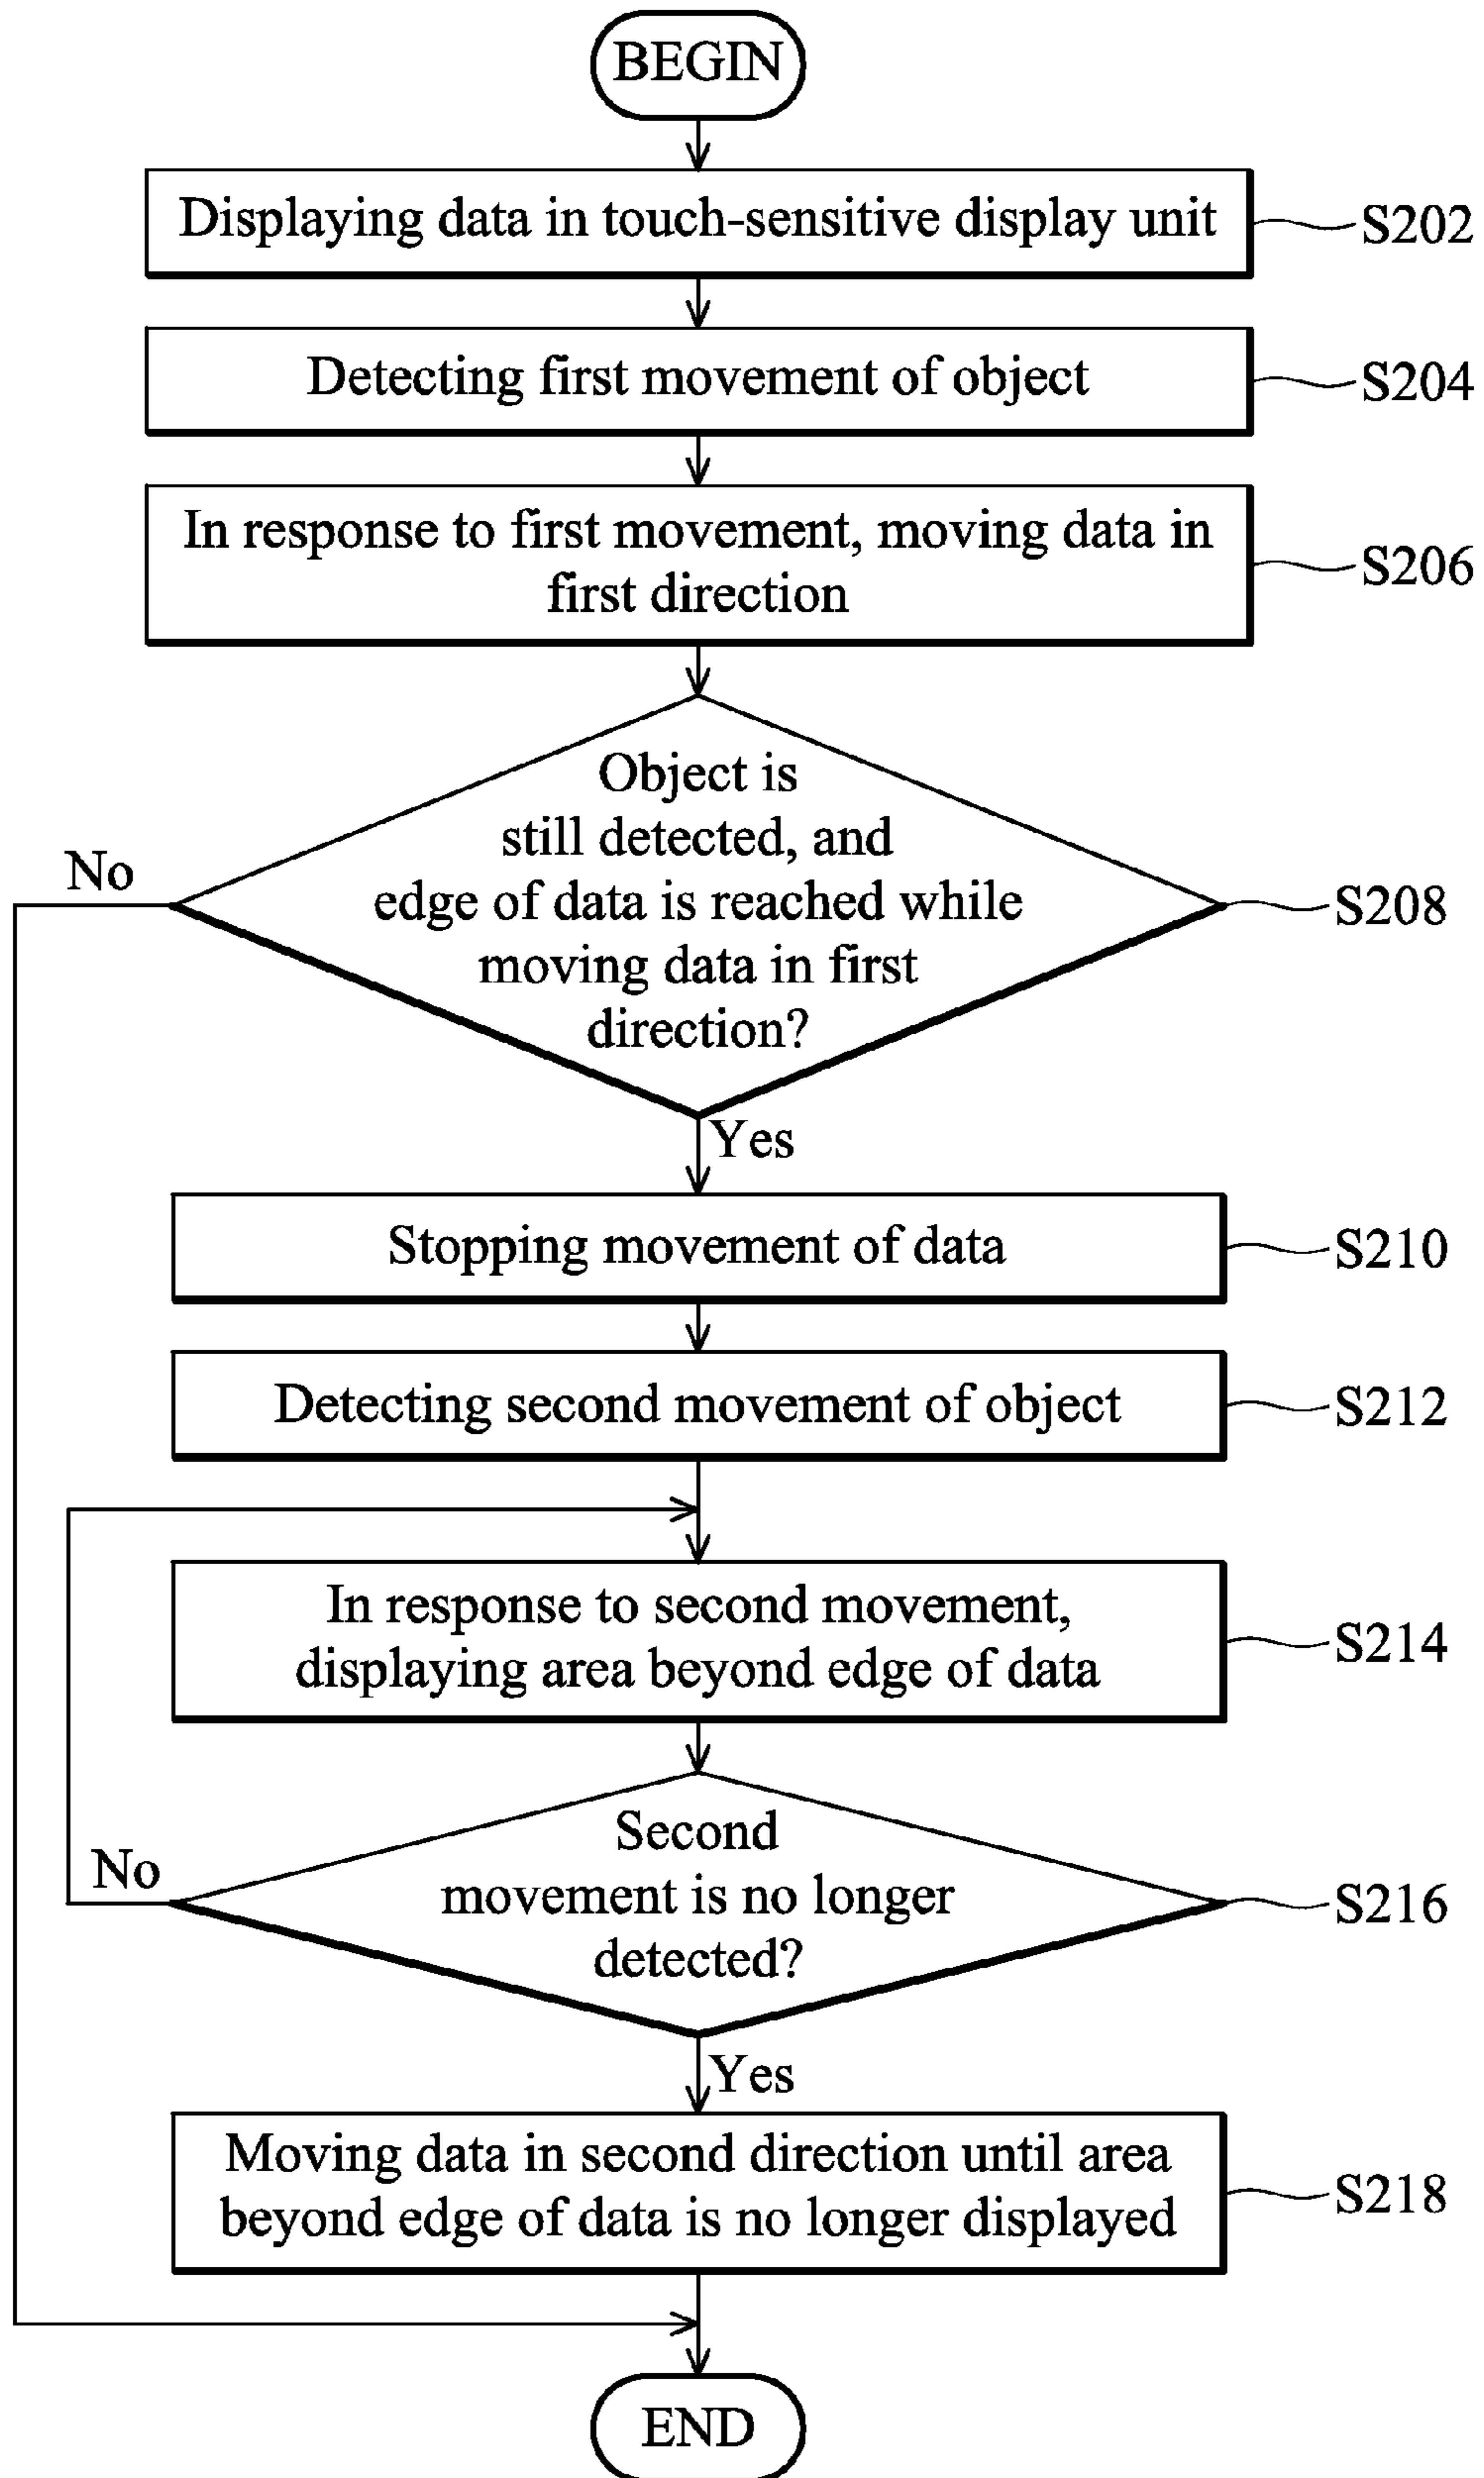 BEGIN
Displaying data in touch-sensitive display unit
S202
Detecting first movement of object
S204
In response to first movement, moving data in
first direction
S206
Object is
still detected, and
edge of data is reached while
moving data in first
direction?
No
S208
Yes
Stopping movement of data
S210
Detecting second movement of object
S212
In response to second movement,
displaying area beyond edge of data
S214
Second
movement is no longer
detected?
No
S216
Yes
Moving data in second direction until area
beyond edge of data is no longer displayed
S218
END